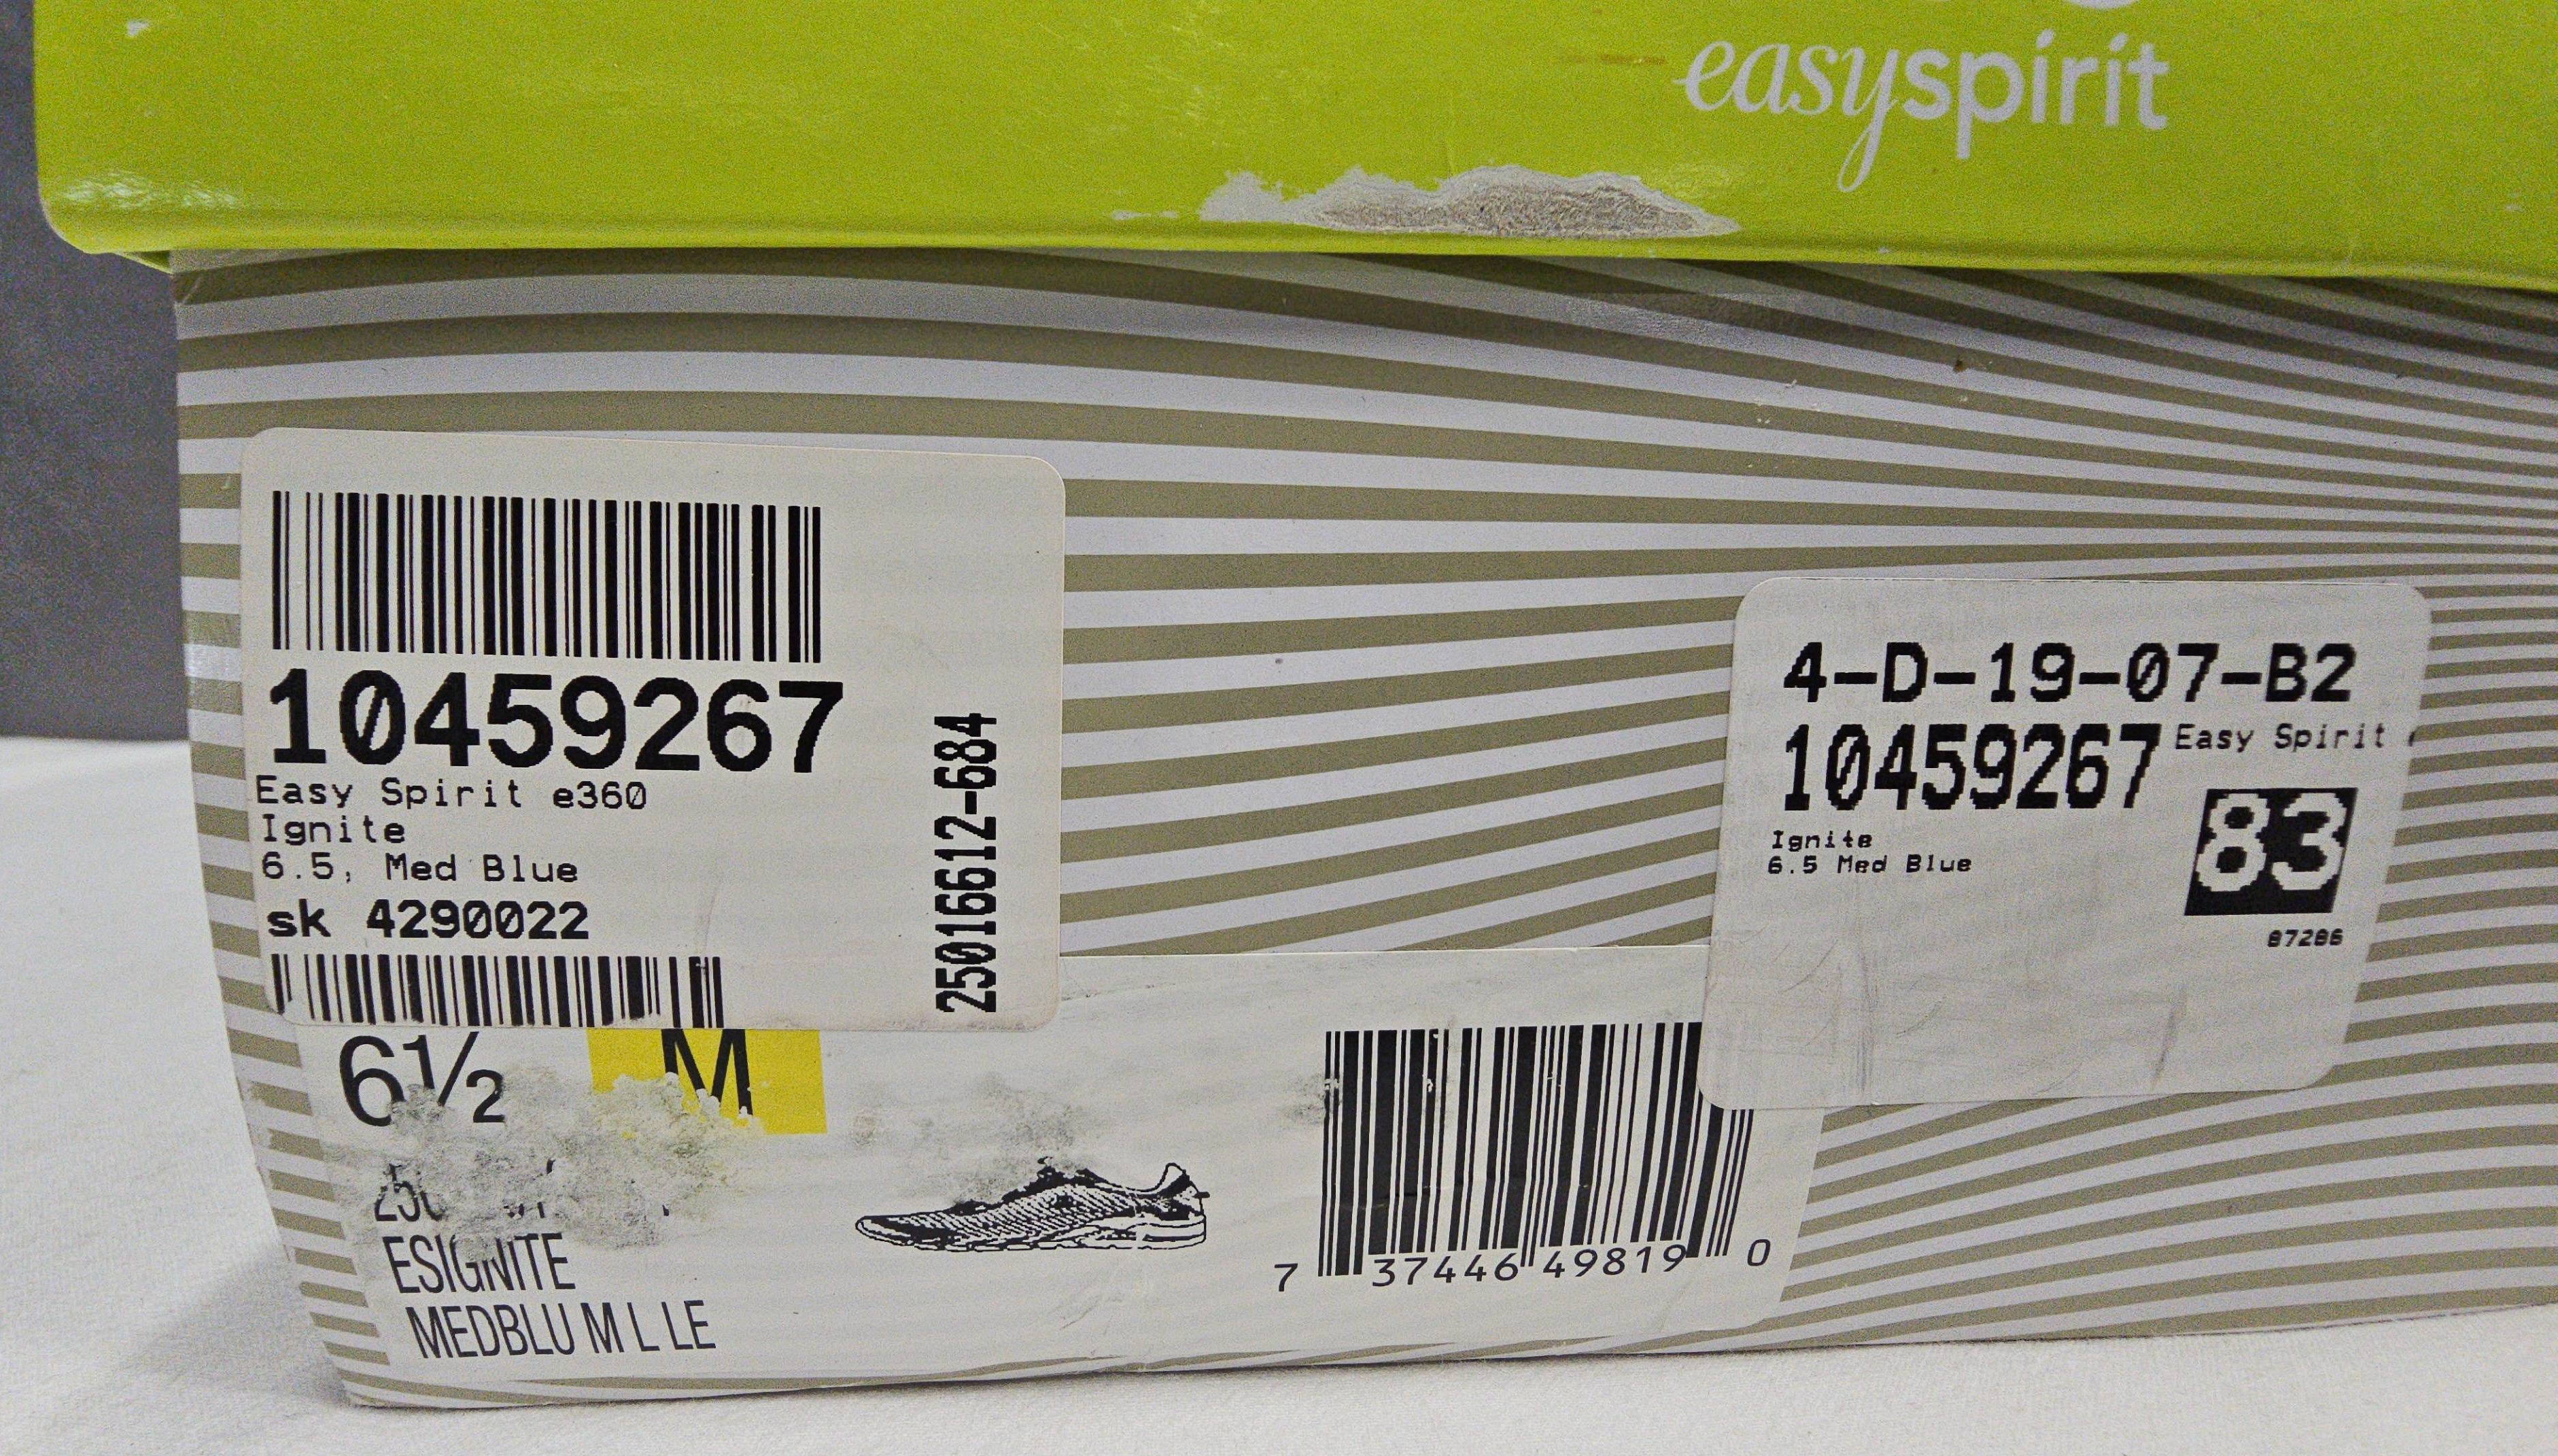 easyspirit
10459267
Easy Spirit e360
Ignite
6.5, Med Blue
sk 4290022
25016612-684
4-D-19-07-B2
10459267 Easy Spirit
Ignite
6.5 Med Blue
83
87286
6½ M
ESIGNITE
MEDBLU M L LE
7 37446 49819 0